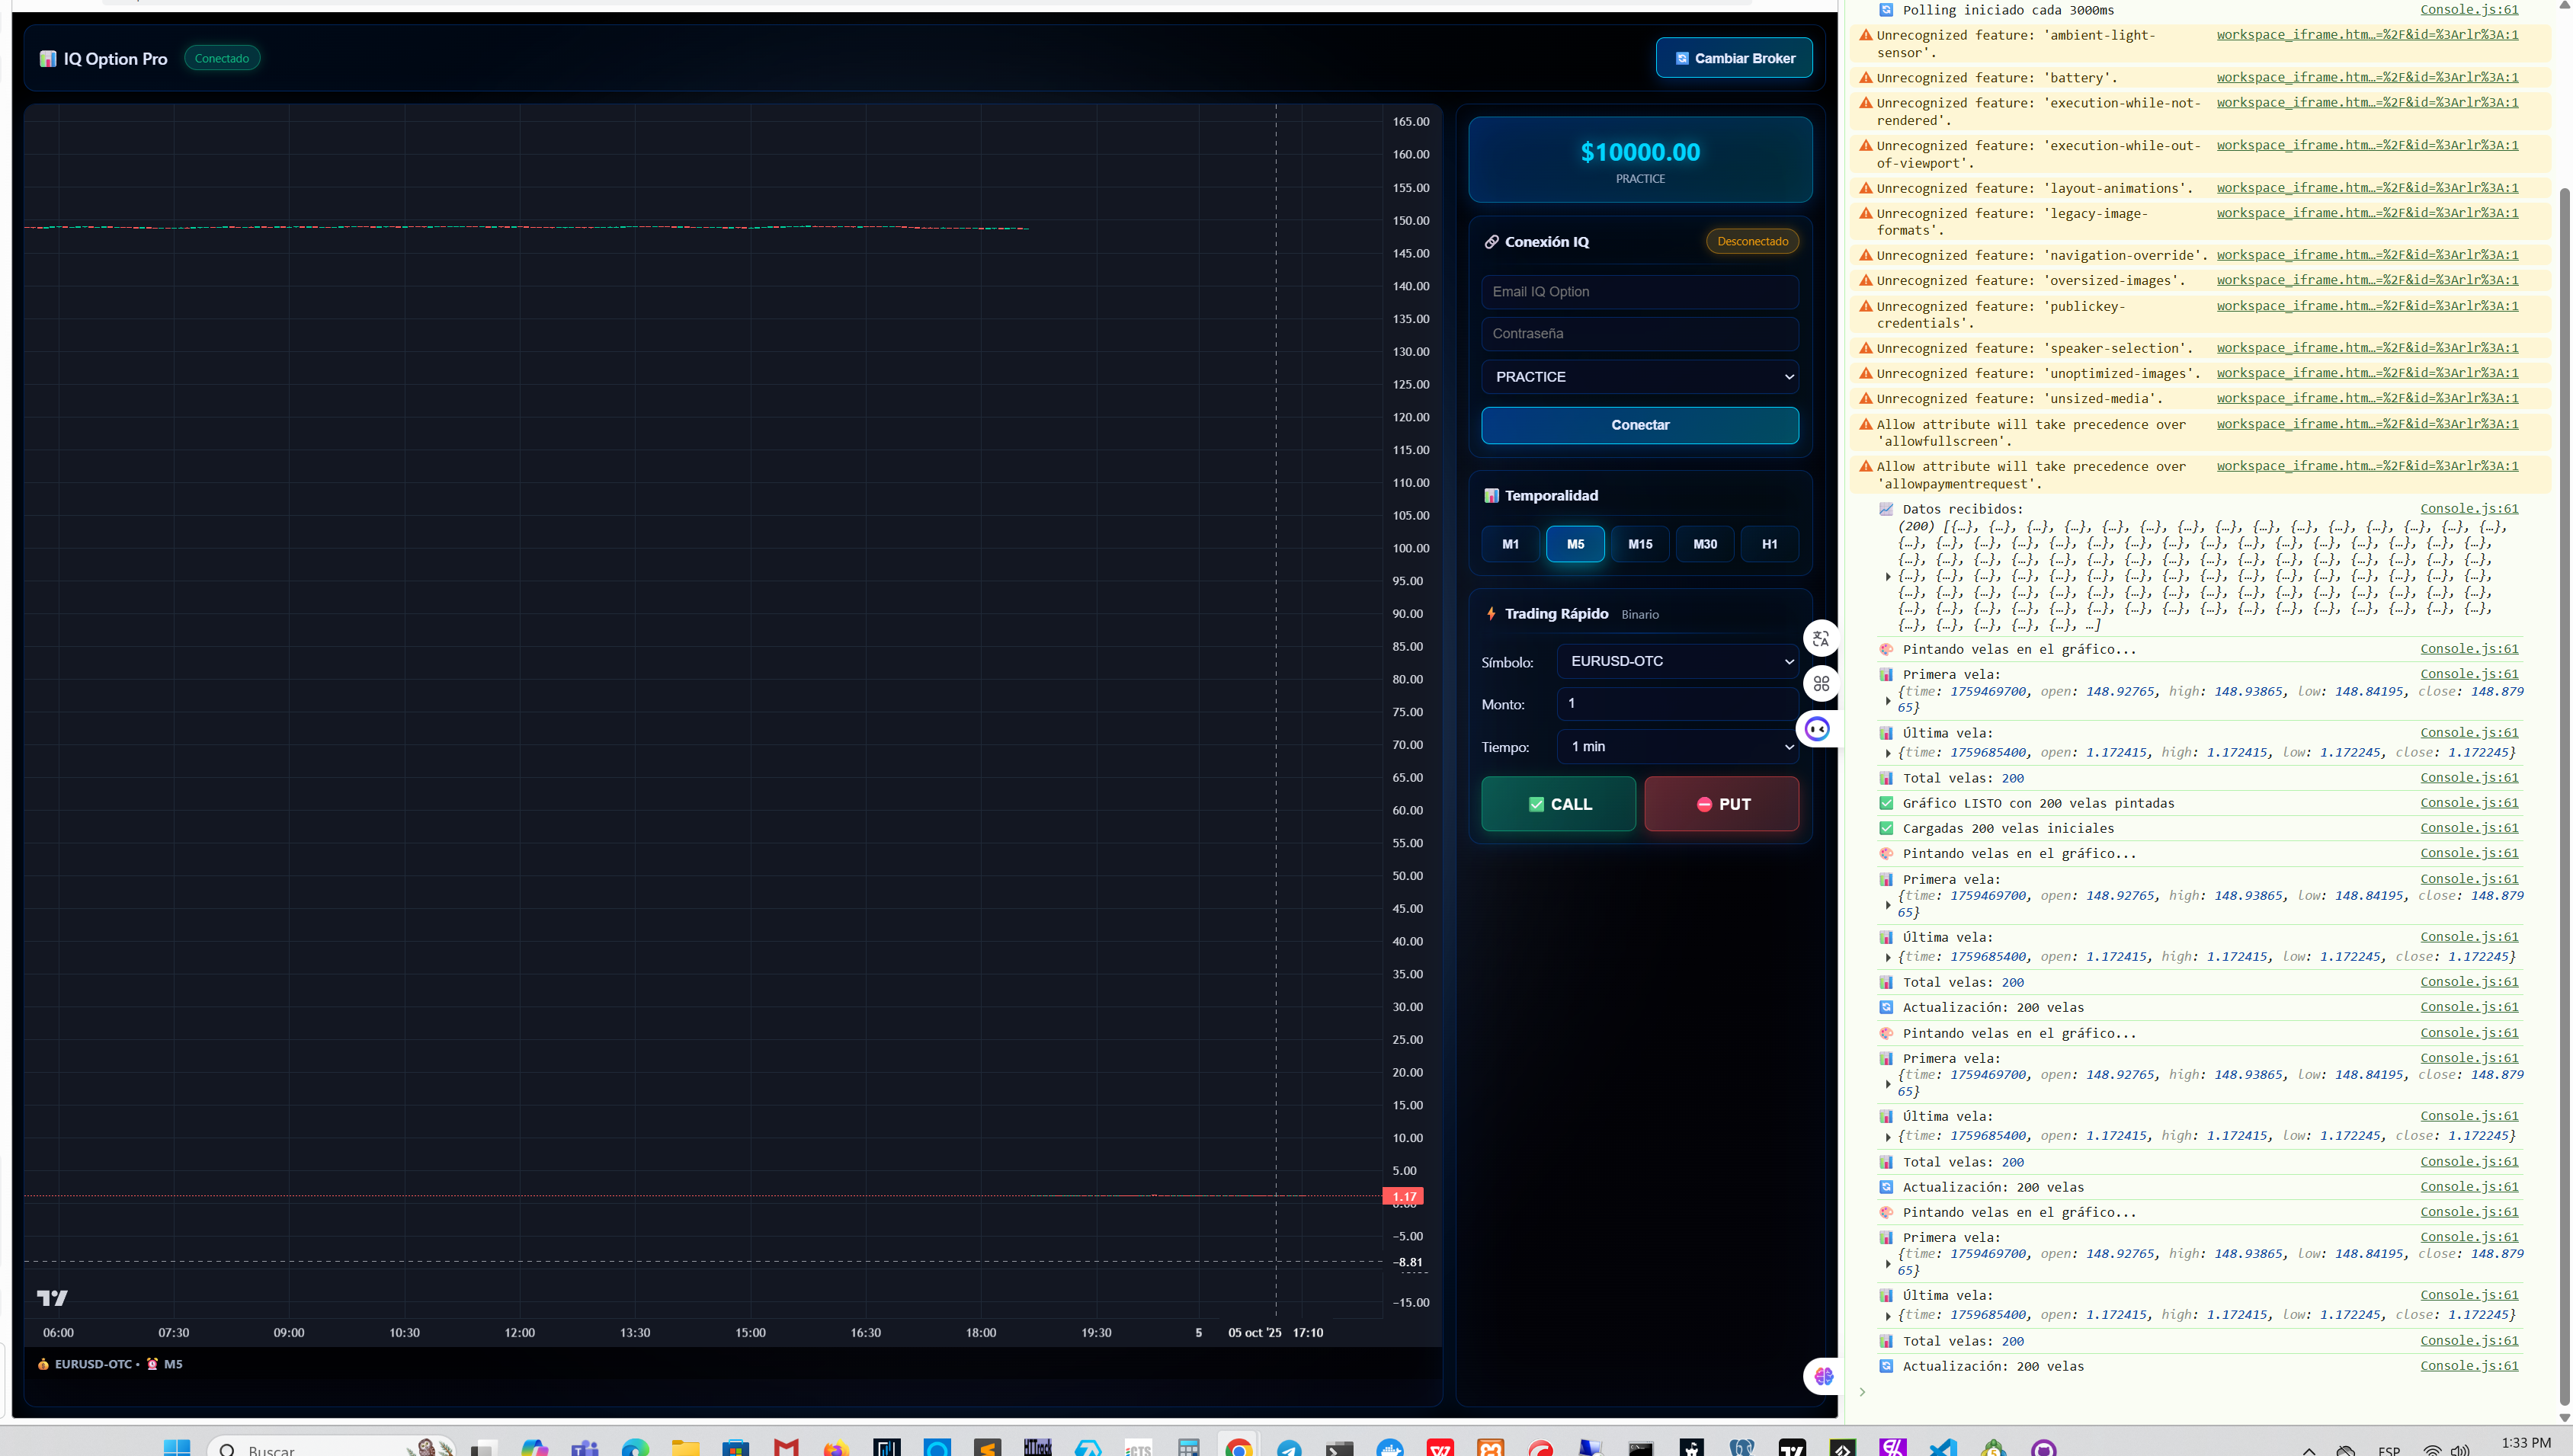 📊 IQ Option Pro
Conectado
🔄 Cambiar Broker
165.00
160.00
155.00
150.00
145.00
140.00
135.00
130.00
125.00
120.00
115.00
110.00
105.00
100.00
95.00
90.00
85.00
80.00
75.00
70.00
65.00
60.00
55.00
50.00
45.00
40.00
35.00
30.00
25.00
20.00
15.00
10.00
5.00
1.17
−5.00
−8.81
−15.00
06:00
07:30
09:00
10:30
12:00
13:30
15:00
16:30
18:00
19:30
5
05 oct '25 17:10
💰 EURUSD-OTC • ⏰ M5
$10000.00
PRACTICE
🔗 Conexión IQ
Desconectado
Email IQ Option
Contraseña
PRACTICE
Conectar
📊 Temporalidad
M1
M5
M15
M30
H1
⚡ Trading Rápido Binario
Símbolo: EURUSD-OTC
Monto: 1
Tiempo: 1 min
✅ CALL
⛔ PUT
🔄 Polling iniciado cada 3000ms Console.js:61
Unrecognized feature: 'ambient-light- workspace_iframe.htm…=%2F&id=%3Arlr%3A:1
sensor'.
Unrecognized feature: 'battery'. workspace_iframe.htm…=%2F&id=%3Arlr%3A:1
Unrecognized feature: 'execution-while-not- workspace_iframe.htm…=%2F&id=%3Arlr%3A:1
rendered'.
Unrecognized feature: 'execution-while-out- workspace_iframe.htm…=%2F&id=%3Arlr%3A:1
of-viewport'.
Unrecognized feature: 'layout-animations'. workspace_iframe.htm…=%2F&id=%3Arlr%3A:1
Unrecognized feature: 'legacy-image- workspace_iframe.htm…=%2F&id=%3Arlr%3A:1
formats'.
Unrecognized feature: 'navigation-override'. workspace_iframe.htm…=%2F&id=%3Arlr%3A:1
Unrecognized feature: 'oversized-images'. workspace_iframe.htm…=%2F&id=%3Arlr%3A:1
Unrecognized feature: 'publickey- workspace_iframe.htm…=%2F&id=%3Arlr%3A:1
credentials'.
Unrecognized feature: 'speaker-selection'. workspace_iframe.htm…=%2F&id=%3Arlr%3A:1
Unrecognized feature: 'unoptimized-images'. workspace_iframe.htm…=%2F&id=%3Arlr%3A:1
Unrecognized feature: 'unsized-media'. workspace_iframe.htm…=%2F&id=%3Arlr%3A:1
Allow attribute will take precedence over workspace_iframe.htm…=%2F&id=%3Arlr%3A:1
'allowfullscreen'.
Allow attribute will take precedence over workspace_iframe.htm…=%2F&id=%3Arlr%3A:1
'allowpaymentrequest'.
📈 Datos recibidos: Console.js:61
(200) [{…}, {…}, {…}, {…}, {…}, {…}, {…}, {…}, {…}, {…}, {…}, {…}, {…}, {…}, {…}, {…},
{…}, {…}, {…}, {…}, {…}, {…}, {…}, {…}, {…}, {…}, {…}, {…}, {…}, {…}, {…}, {…},
{…}, {…}, {…}, {…}, {…}, {…}, {…}, {…}, {…}, {…}, {…}, {…}, {…}, {…}, {…}, {…},
{…}, {…}, {…}, {…}, {…}, {…}, {…}, {…}, {…}, {…}, {…}, {…}, {…}, {…}, {…}, {…},
{…}, {…}, {…}, {…}, {…}, {…}, {…}, {…}, {…}, {…}, {…}, {…}, {…}, {…}, {…}, {…},
{…}, {…}, {…}, {…}, {…}, {…}, {…}, {…}, {…}, {…}, {…}, {…}, {…}, {…}, {…}, {…},
{…}, {…}, {…}, {…}, {…}, …]
🎨 Pintando velas en el gráfico... Console.js:61
📊 Primera vela: Console.js:61
{time: 1759469700, open: 148.92765, high: 148.93865, low: 148.84195, close: 148.879
65}
📊 Última vela: Console.js:61
{time: 1759685400, open: 1.172415, high: 1.172415, low: 1.172245, close: 1.172245}
📊 Total velas: 200 Console.js:61
✅ Gráfico LISTO con 200 velas pintadas Console.js:61
✅ Cargadas 200 velas iniciales Console.js:61
🎨 Pintando velas en el gráfico... Console.js:61
📊 Primera vela: Console.js:61
{time: 1759469700, open: 148.92765, high: 148.93865, low: 148.84195, close: 148.879
65}
📊 Última vela: Console.js:61
{time: 1759685400, open: 1.172415, high: 1.172415, low: 1.172245, close: 1.172245}
📊 Total velas: 200 Console.js:61
🔄 Actualización: 200 velas Console.js:61
🎨 Pintando velas en el gráfico... Console.js:61
📊 Primera vela: Console.js:61
{time: 1759469700, open: 148.92765, high: 148.93865, low: 148.84195, close: 148.879
65}
📊 Última vela: Console.js:61
{time: 1759685400, open: 1.172415, high: 1.172415, low: 1.172245, close: 1.172245}
📊 Total velas: 200 Console.js:61
🔄 Actualización: 200 velas Console.js:61
🎨 Pintando velas en el gráfico... Console.js:61
📊 Primera vela: Console.js:61
{time: 1759469700, open: 148.92765, high: 148.93865, low: 148.84195, close: 148.879
65}
📊 Última vela: Console.js:61
{time: 1759685400, open: 1.172415, high: 1.172415, low: 1.172245, close: 1.172245}
📊 Total velas: 200 Console.js:61
🔄 Actualización: 200 velas Console.js:61
Buscar
ESP
1:33 PM